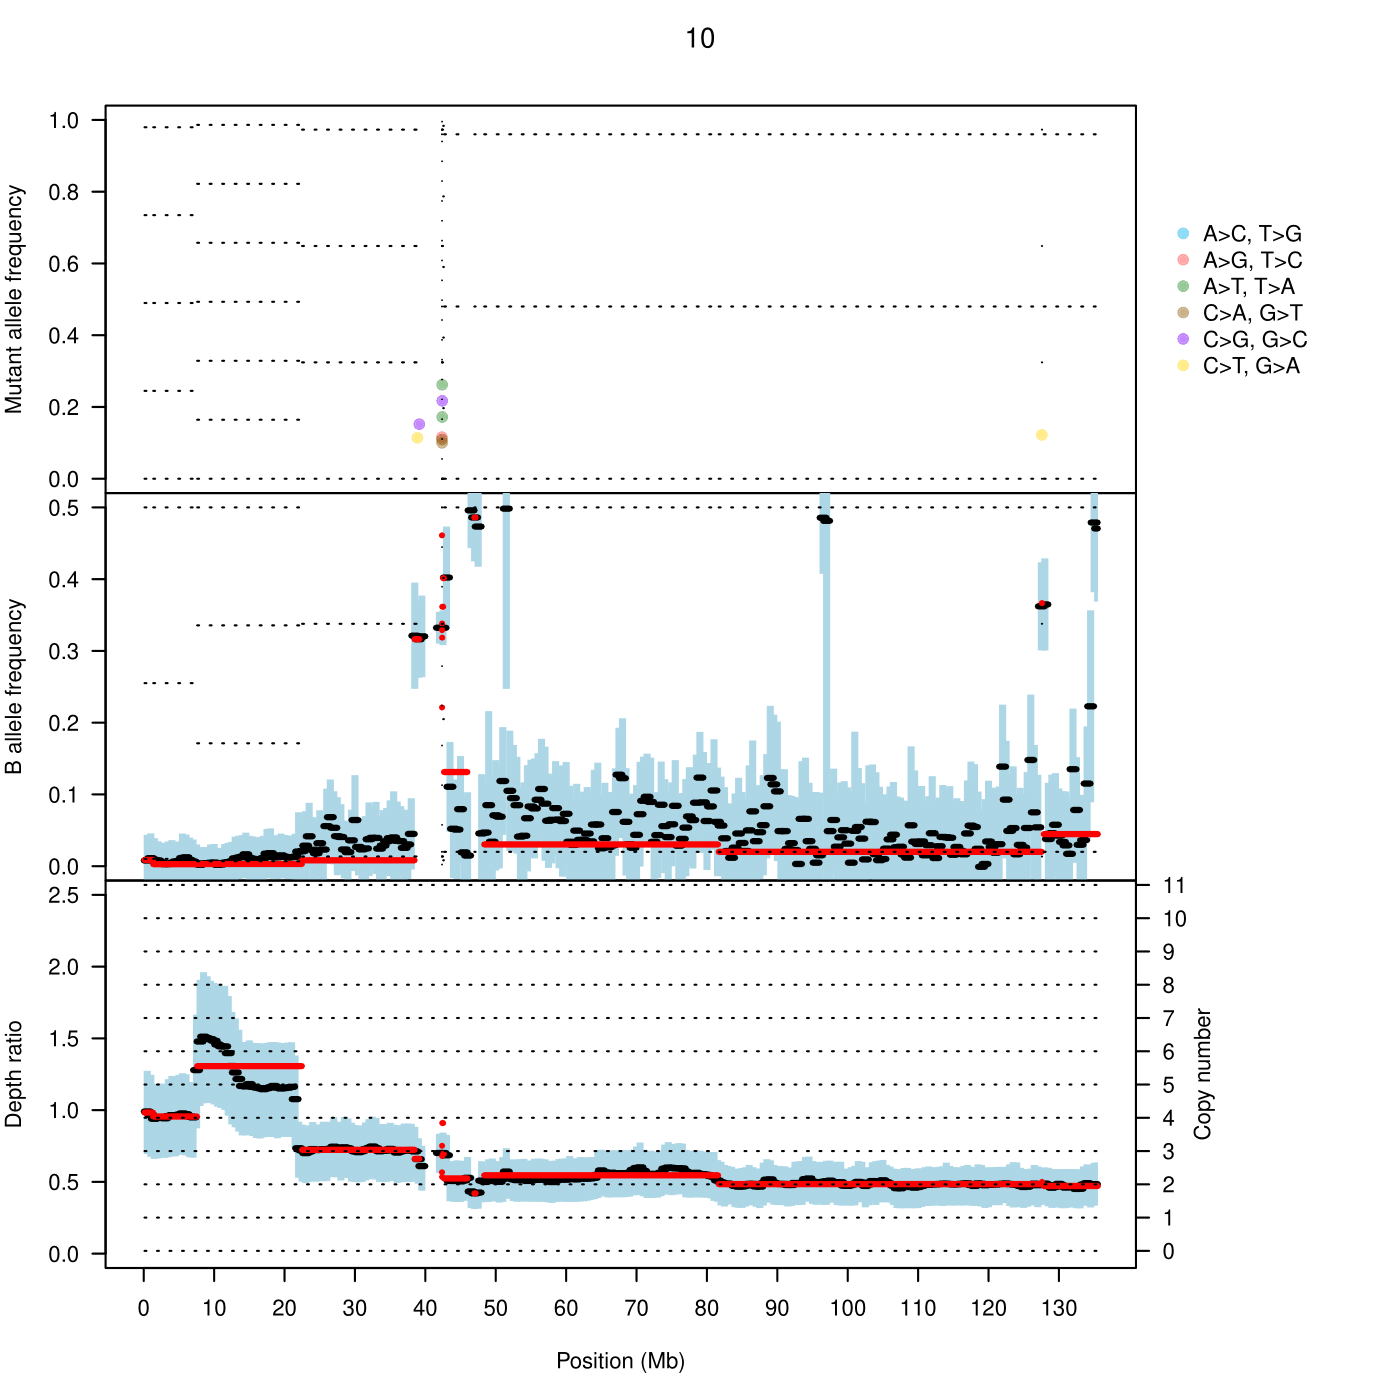 10
Mutant allele frequency
1.0
0.8
0.6
0.4
0.2
0.0
A>C, T>G
A>G, T>C
A>T, T>A
C>A, G>T
C>G, G>C
C>T, G>A
B allele frequency
0.5
0.4
0.3
0.2
0.1
0.0
Depth ratio
2.5
2.0
1.5
1.0
0.5
0.0
11
10
9
8
7
6
5
4
3
2
1
0
Copy number
0 10 20 30 40 50 60 70 80 90 100 110 120 130
Position (Mb)